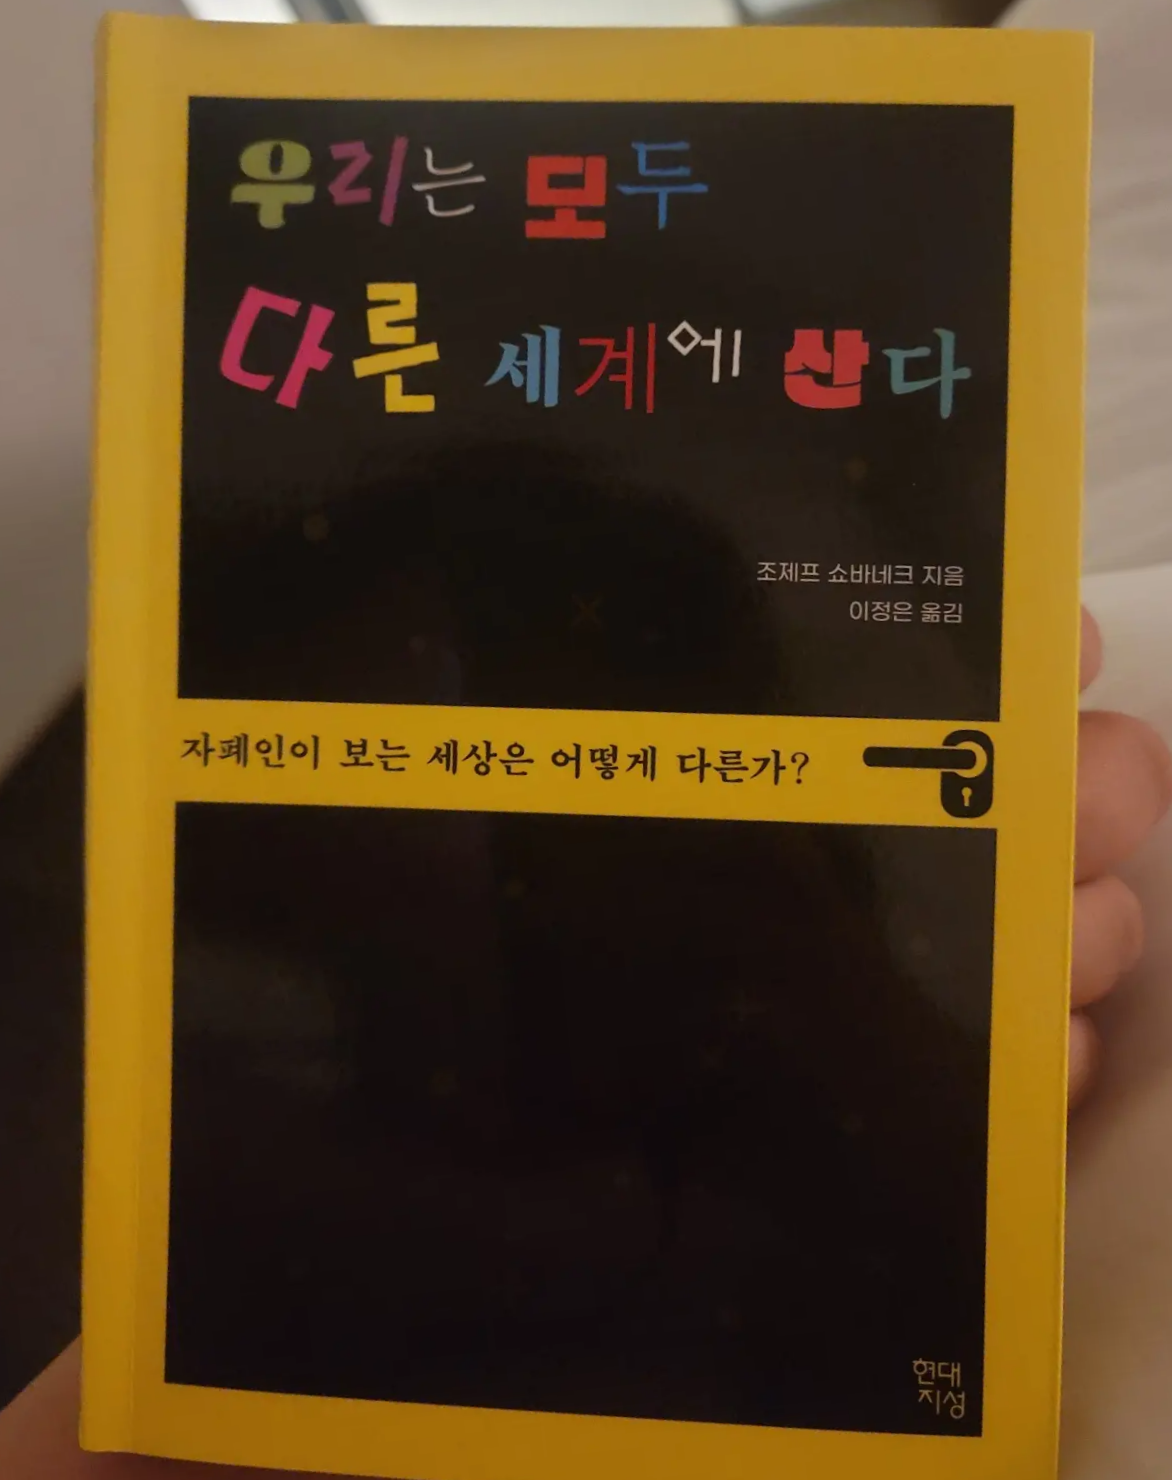 우리는 모두
다른 세계에 산다
조제프 쇼바네크 지음
이정은 옮김
자폐인이 보는 세상은 어떻게 다른가?
현대
지성